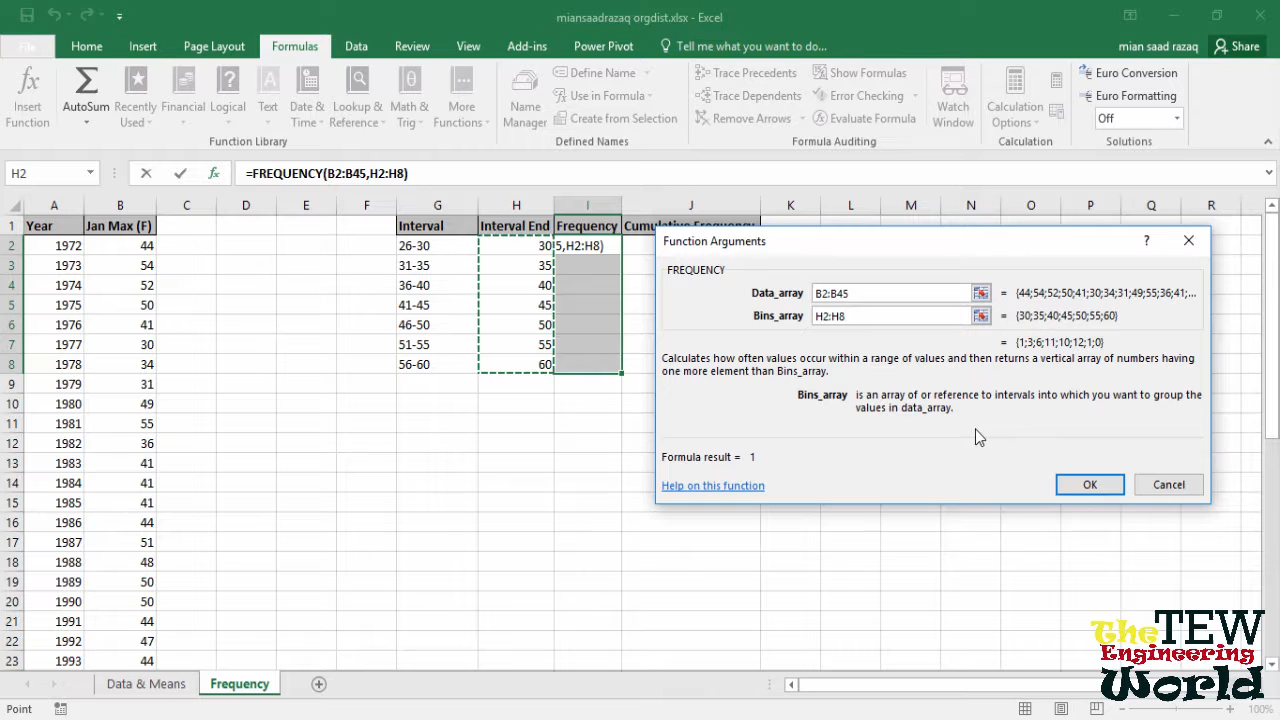 miansaadrazaq orgdist.xlsx - Excel
File Home Insert Page Layout Formulas Data Review View Add-ins Power Pivot Tell me what you want to do... mian saad razaq Share
Insert Function
AutoSum
Recently Used
Financial
Logical
Text
Date & Time
Lookup & Reference
Math & Trig
More Functions
Function Library
Name Manager
Define Name
Use in Formula
Create from Selection
Defined Names
Trace Precedents
Trace Dependents
Remove Arrows
Show Formulas
Error Checking
Evaluate Formula
Formula Auditing
Watch Window
Calculation Options
Calculation
Euro Conversion
Euro Formatting
Off
Solutions
H2 fx =FREQUENCY(B2:B45,H2:H8)
A B C D E F G H I J K L M N O P Q R
1 Year Jan Max (F) Interval Interval End Frequency Cumulative Frequency
2 1972 44 26-30 30 5,H2:H8)
3 1973 54 31-35 35
4 1974 52 36-40 40
5 1975 50 41-45 45
6 1976 41 46-50 50
7 1977 30 51-55 55
8 1978 34 56-60 60
9 1979 31
10 1980 49
11 1981 55
12 1982 36
13 1983 41
14 1984 41
15 1985 41
16 1986 44
17 1987 51
18 1988 48
19 1989 50
20 1990 50
21 1991 44
22 1992 47
23 1993 44
Function Arguments ?
FREQUENCY
Data_array B2:B45 = {44;54;52;50;41;30;34;31;49;55;36;41;...
Bins_array H2:H8 = {30;35;40;45;50;55;60}
= {1;3;6;11;10;12;1;0}
Calculates how often values occur within a range of values and then returns a vertical array of numbers having
one more element than Bins_array.
Bins_array is an array of or reference to intervals into which you want to group the
values in data_array.
Formula result = 1
Help on this function OK Cancel
The TEW
Engineering
World
Data & Means Frequency
Point 100%